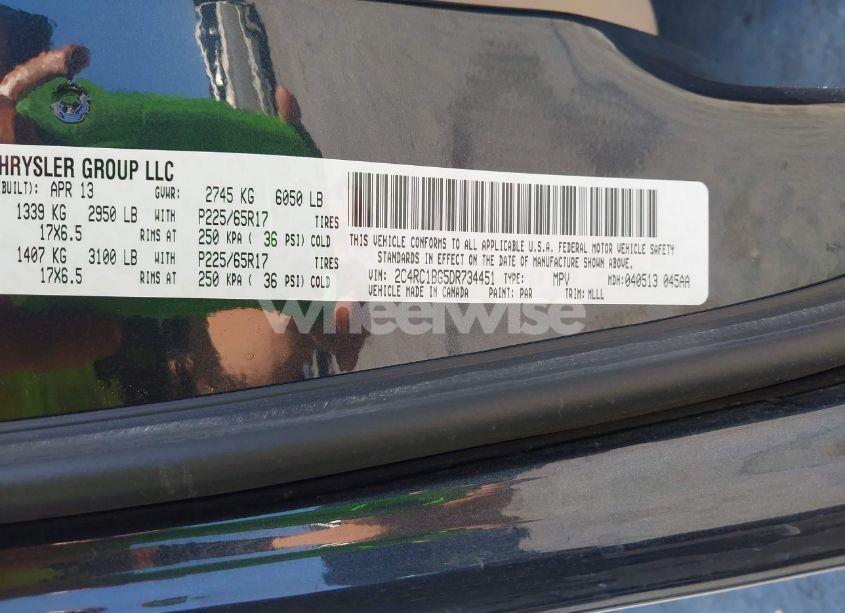 HRYSLER GROUP LLC
BUILT): APR 13 GVWR: 2745 KG 6050 LB
1339 KG 2950 LB WITH P225/65R17 TIRES
17X6.5 RIMS AT 250 KPA ( 36 PSI) COLD
1407 KG 3100 LB WITH P225/65R17 TIRES
17X6.5 RIMS AT 250 KPA ( 36 PSI) COLD
THIS VEHICLE CONFORMS TO ALL APPLICABLE U.S.A. FEDERAL MOTOR VEHICLE SAFETY
STANDARDS IN EFFECT ON THE DATE OF MANUFACTURE SHOWN ABOVE.
VIN: 2C4RC1BG5DR734451 TYPE: MPV MDH: 040513 045AA
VEHICLE MADE IN CANADA PAINT: PAR TRIM: MLLL
wheelwise